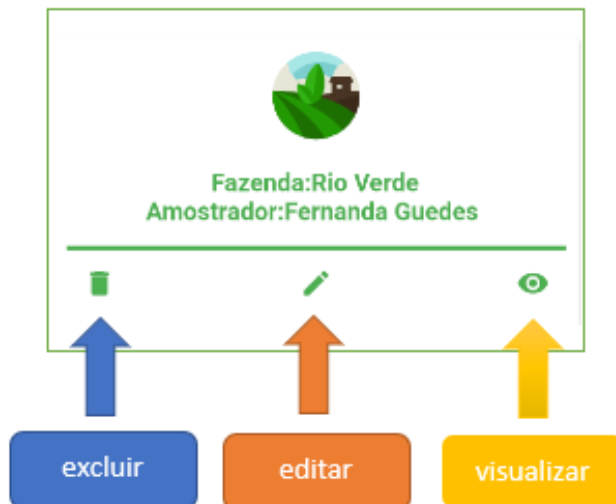 Fazenda:Rio Verde
Amostrador:Fernanda Guedes
excluir
editar
visualizar